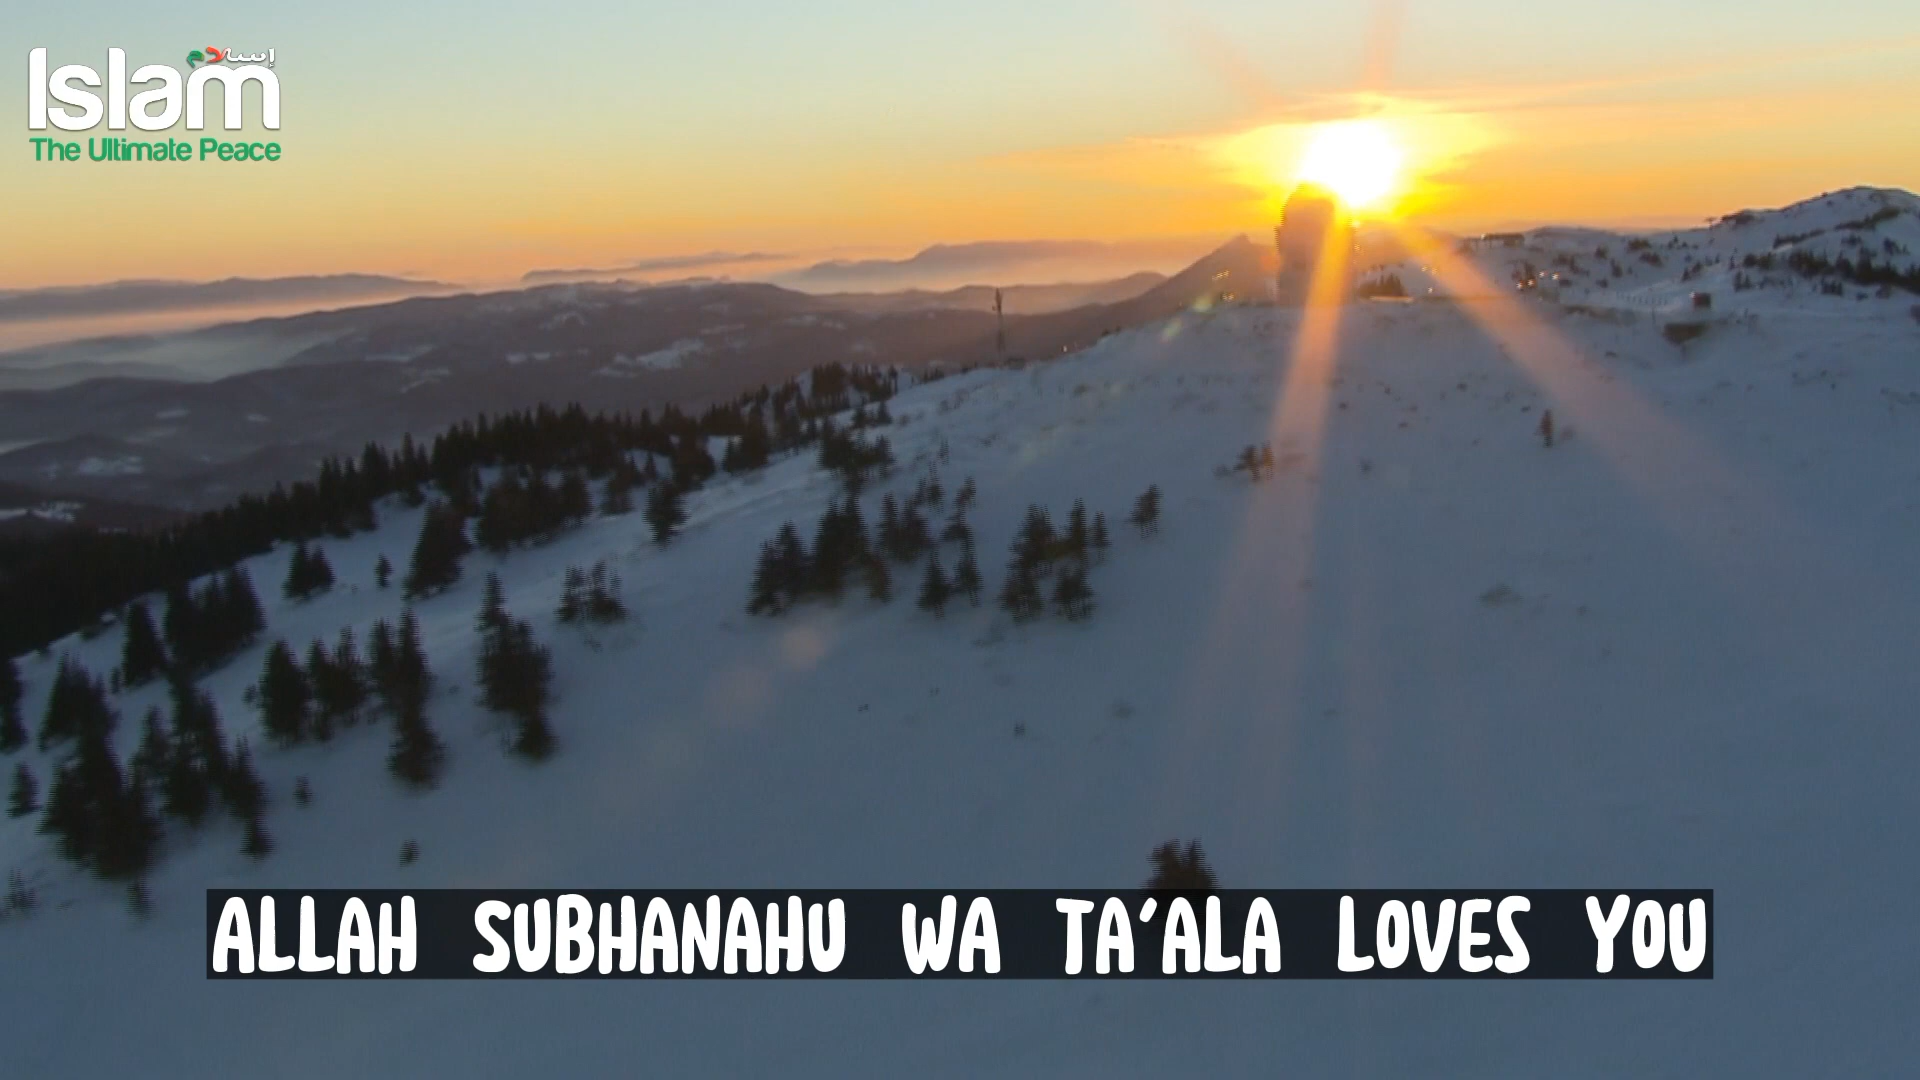 إسلام
Islam
The Ultimate Peace
ALLAH SUBHANAHU WA TA'ALA LOVES YOU